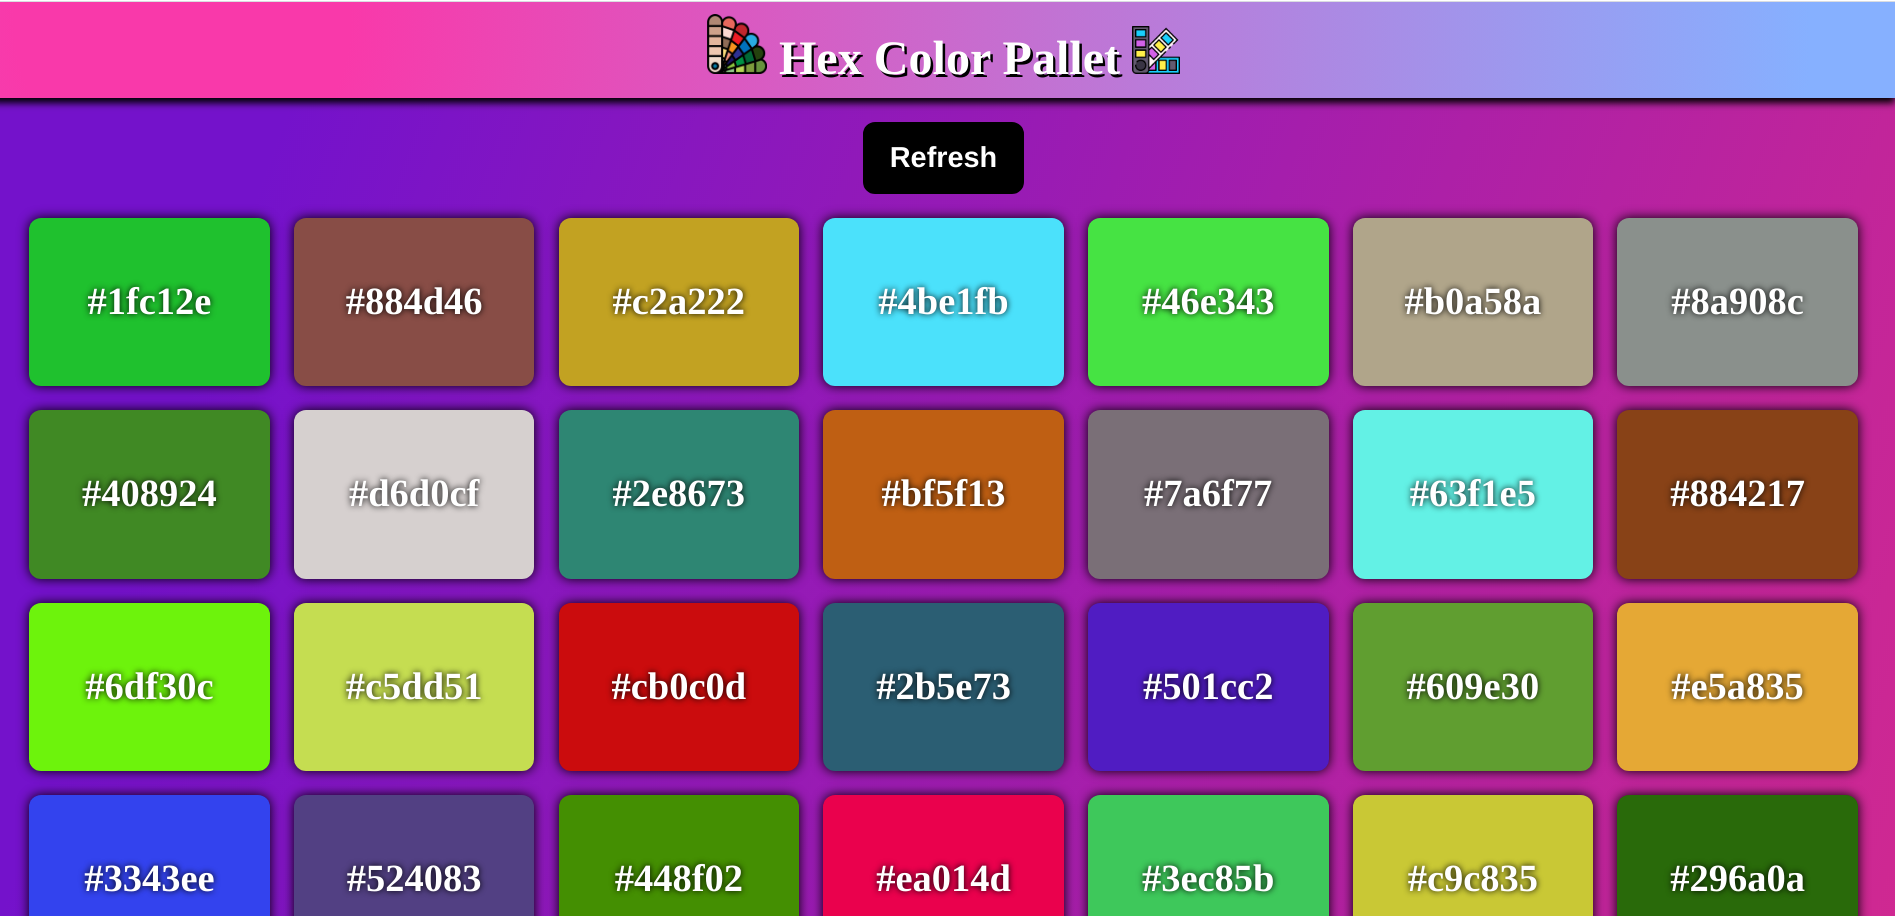 Hex Color Pallet
Refresh
#1fc12e #884d46 #c2a222 #4be1fb #46e343 #b0a58a #8a908c
#408924 #d6d0cf #2e8673 #bf5f13 #7a6f77 #63f1e5 #884217
#6df30c #c5dd51 #cb0c0d #2b5e73 #501cc2 #609e30 #e5a835
#3343ee #524083 #448f02 #ea014d #3ec85b #c9c835 #296a0a